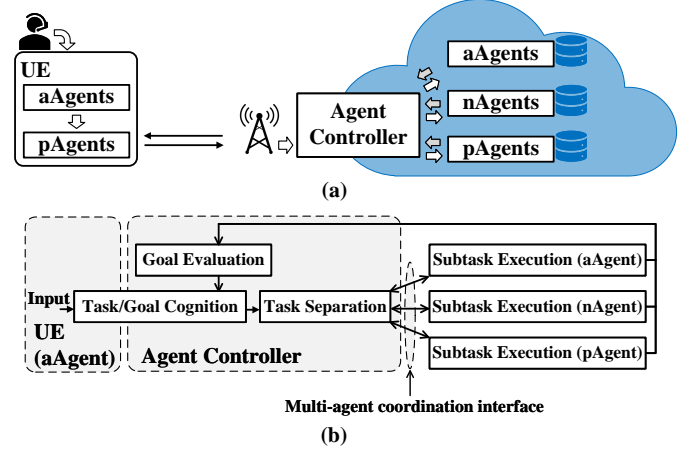 UE
aAgents
pAgents
Agent
Controller
aAgents
nAgents
pAgents
(a)
Goal Evaluation
Input
Task/Goal Cognition
Task Separation
UE
(aAgent)
Agent Controller
Subtask Execution (aAgent)
Subtask Execution (nAgent)
Subtask Execution (pAgent)
Multi-agent coordination interface
(b)